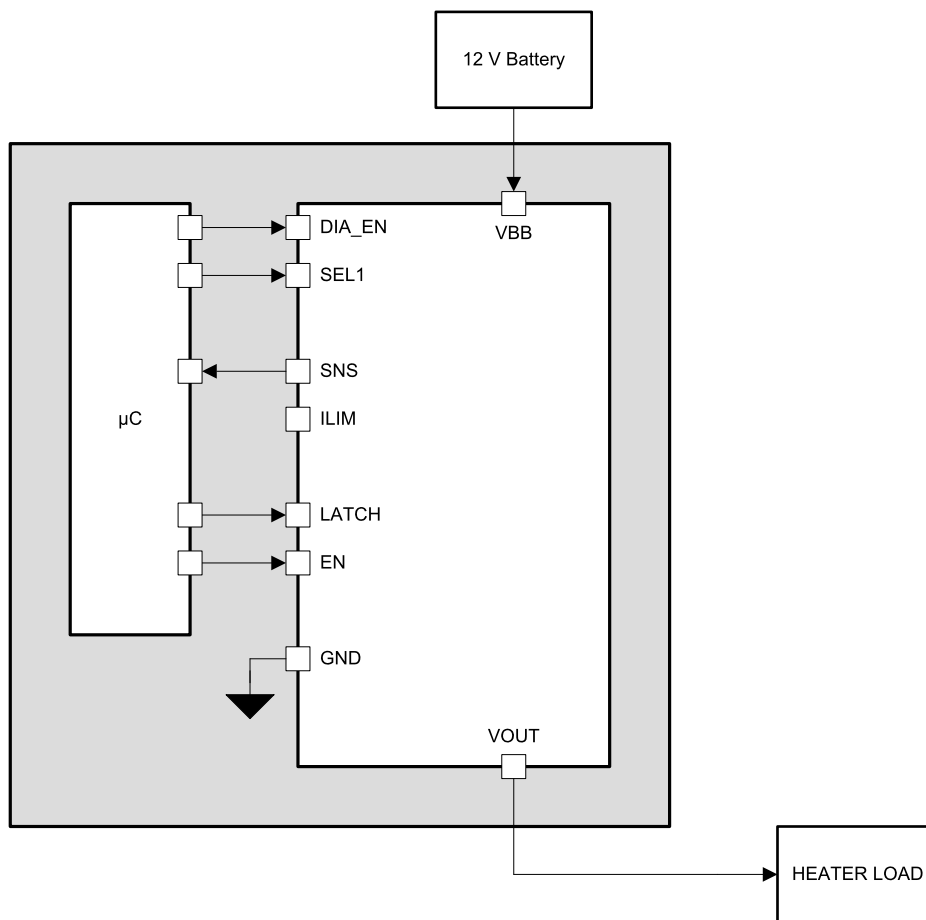 12 V Battery
VBB
DIA_EN
SEL1
SNS
ILIM
µC
LATCH
EN
GND
VOUT
HEATER LOAD